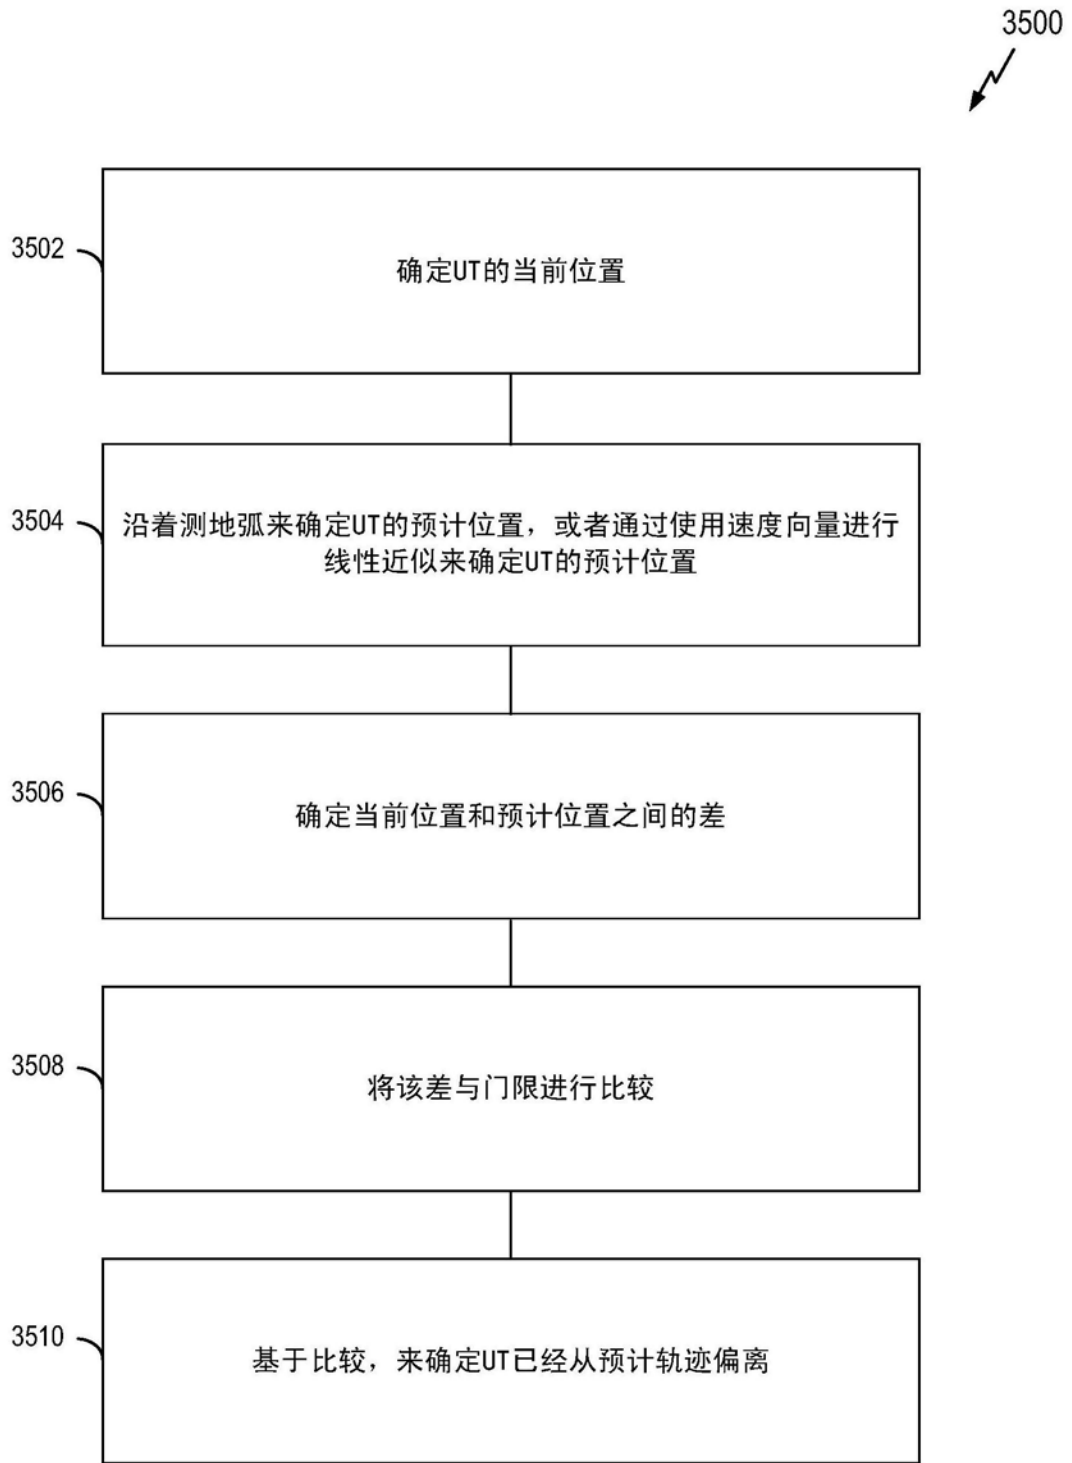 3500
3502
确定UT的当前位置
3504
沿着测地弧来确定UT的预计位置，或者通过使用速度向量进行
线性近似来确定UT的预计位置
3506
确定当前位置和预计位置之间的差
3508
将该差与门限进行比较
3510
基于比较，来确定UT已经从预计轨迹偏离